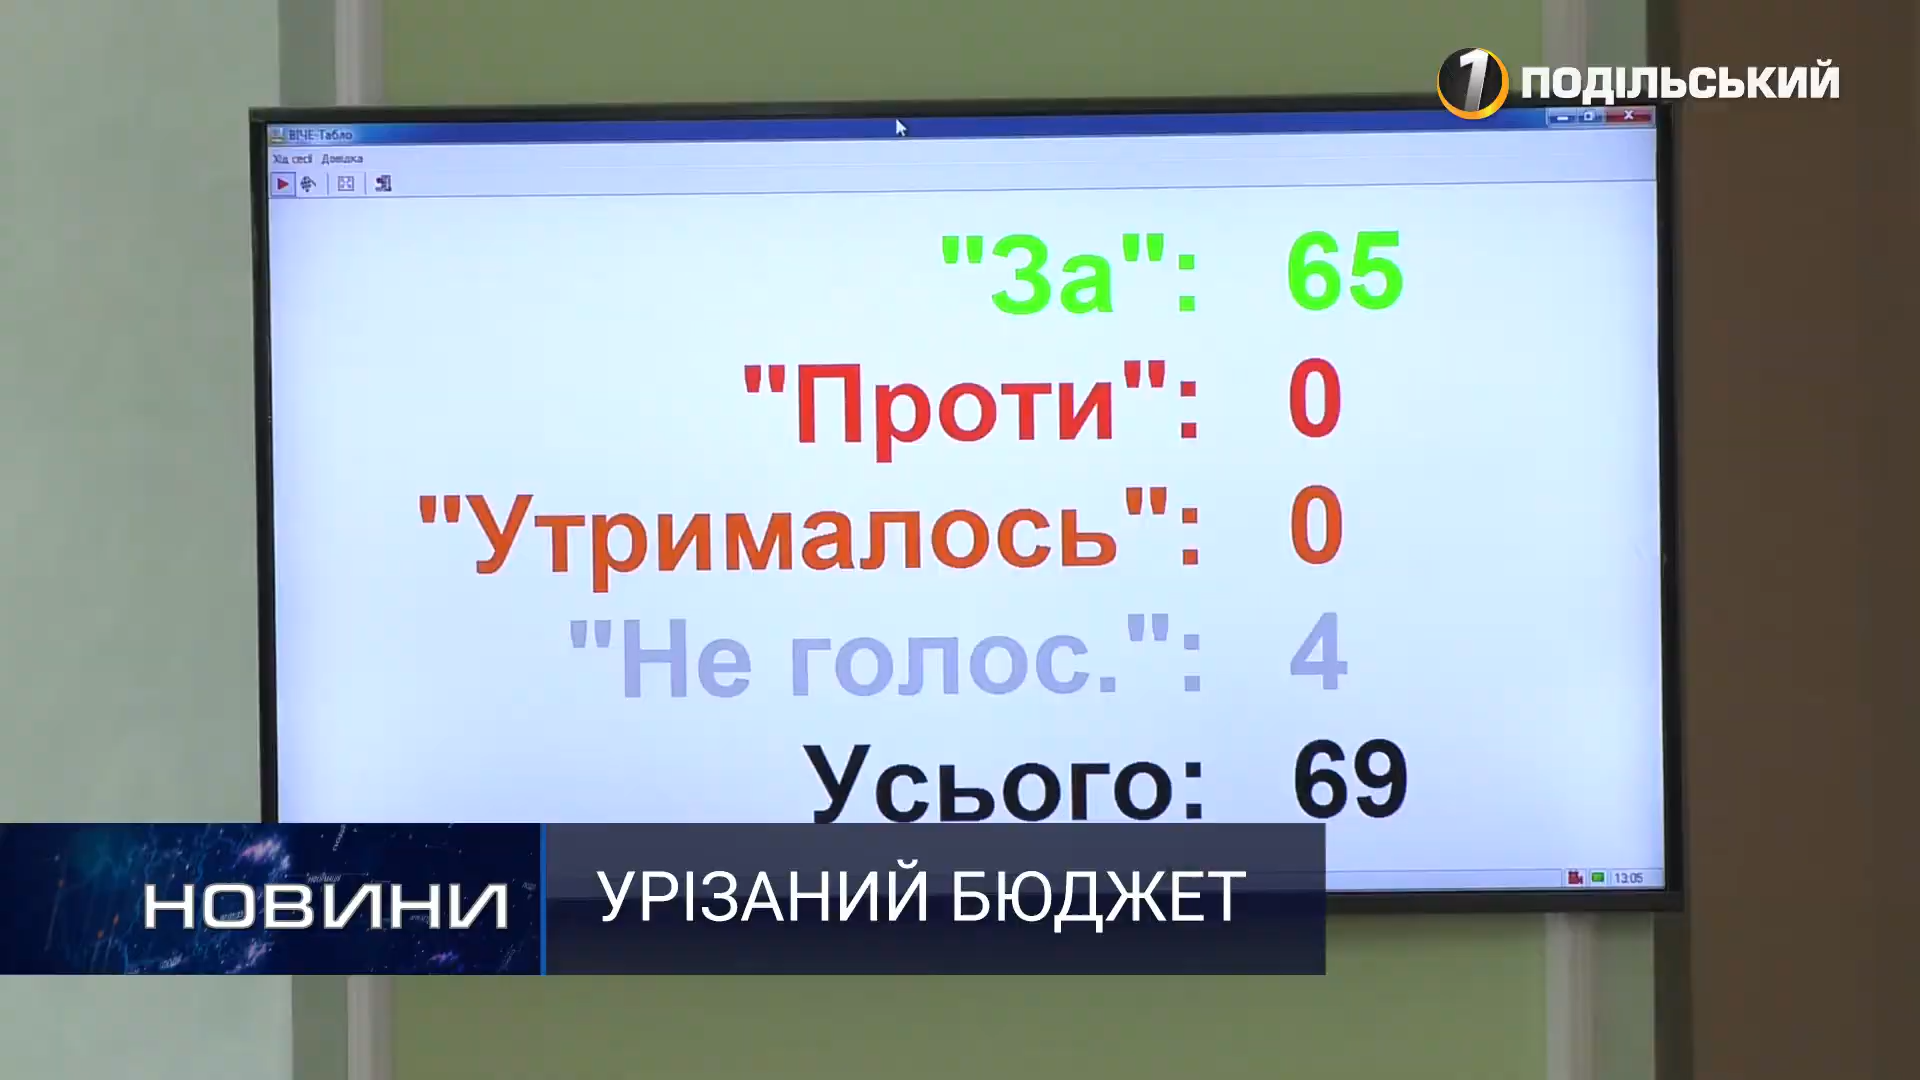 1 ПОДІЛЬСЬКИЙ
ВІЧЕ-Табло
Хід сесії Довідка
"За": 65
"Проти": 0
"Утрималось": 0
"Не голос.": 4
Усього: 69
13:05
НОВИНИ
УРІЗАНИЙ БЮДЖЕТ